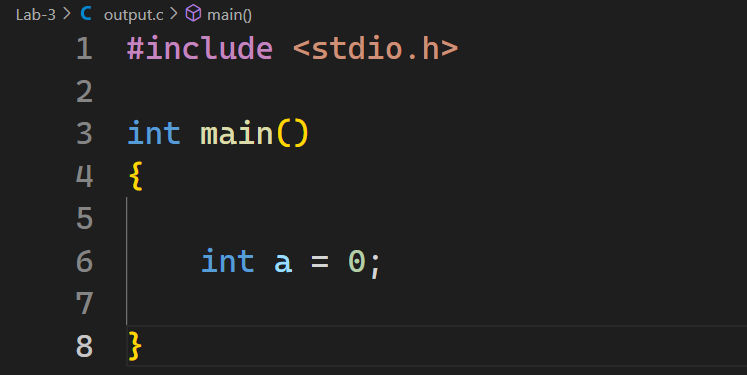 Lab-3 > C output.c > main()
1 #include <stdio.h>
2
3 int main()
4 {
5
6     int a = 0;
7
8 }